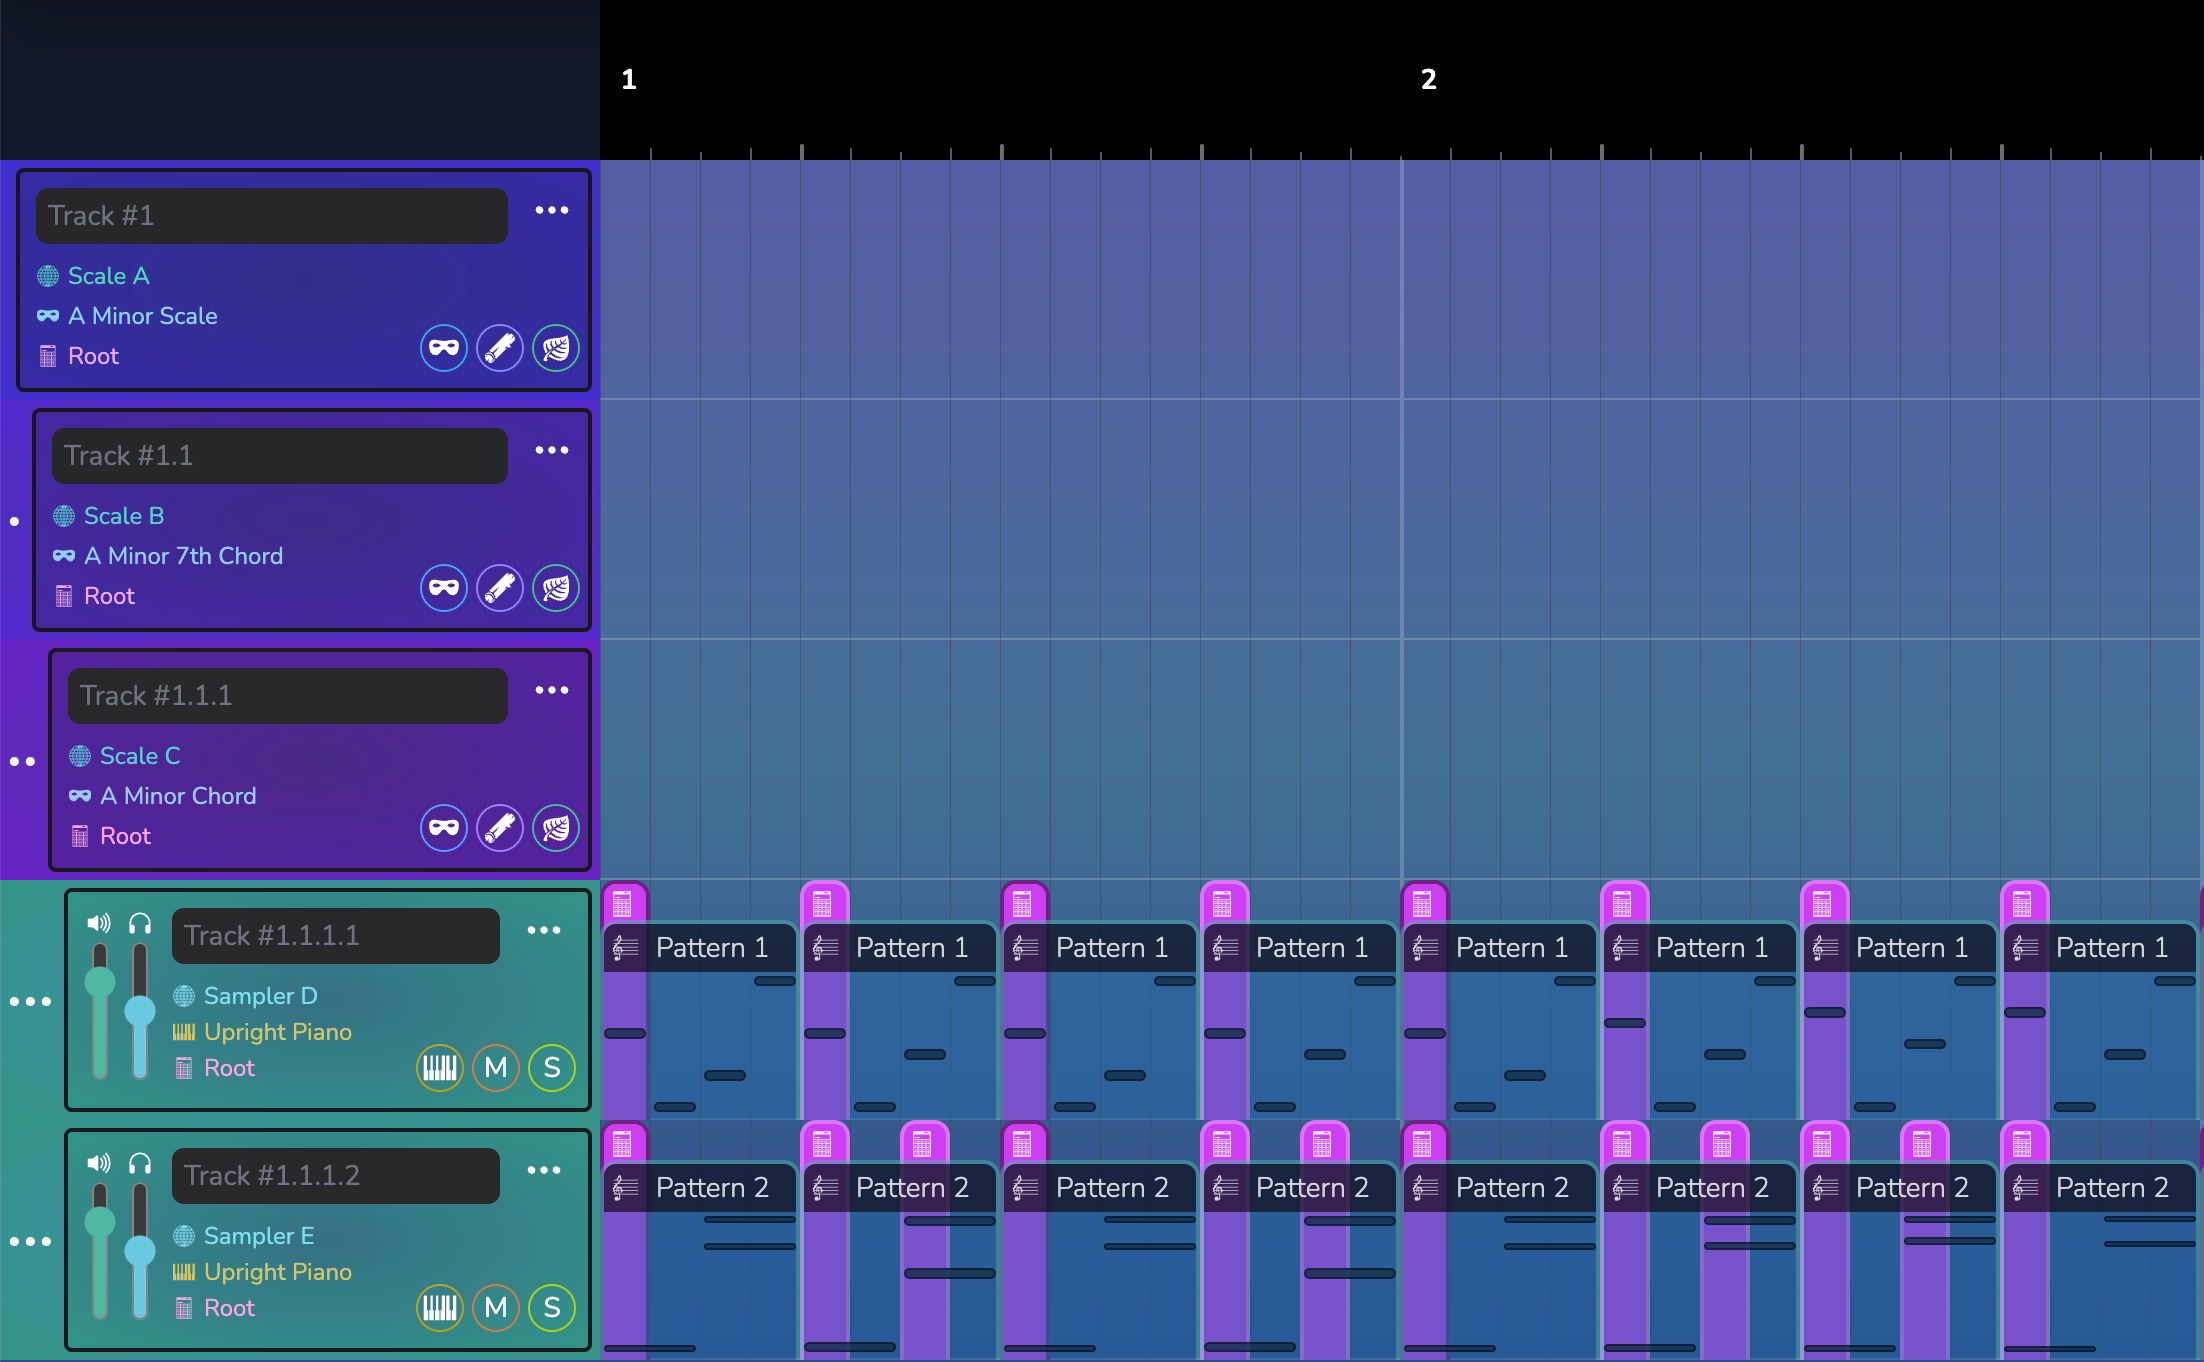 1 2
Track #1
Scale A
A Minor Scale
Root
Track #1.1
Scale B
A Minor 7th Chord
Root
Track #1.1.1
Scale C
A Minor Chord
Root
Track #1.1.1.1
Sampler D
Upright Piano
Root
M S
Pattern 1 Pattern 1 Pattern 1 Pattern 1 Pattern 1 Pattern 1 Pattern 1 Pattern 1
Track #1.1.1.2
Sampler E
Upright Piano
Root
M S
Pattern 2 Pattern 2 Pattern 2 Pattern 2 Pattern 2 Pattern 2 Pattern 2 Pattern 2